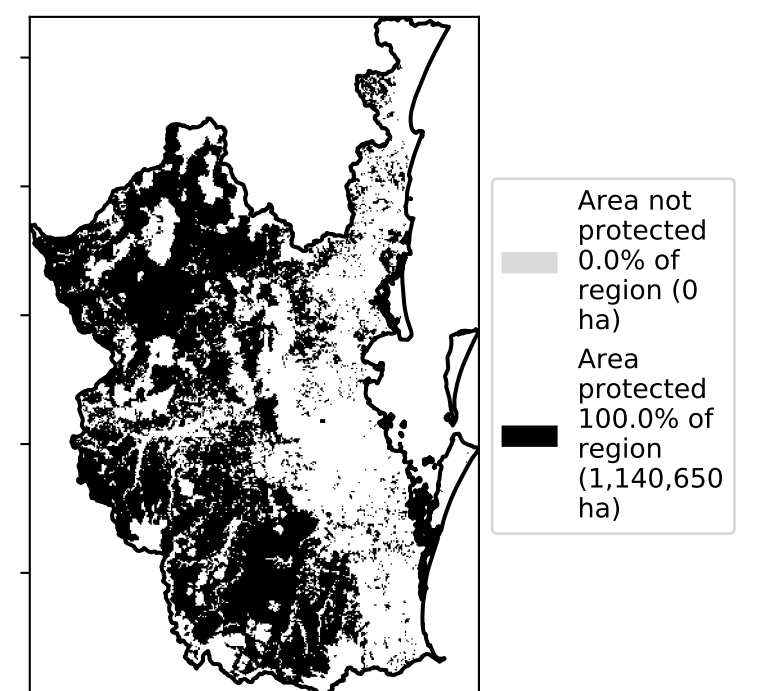 Area not
protected
0.0% of
region (0
ha)
Area
protected
100.0% of
region
(1,140,650
ha)